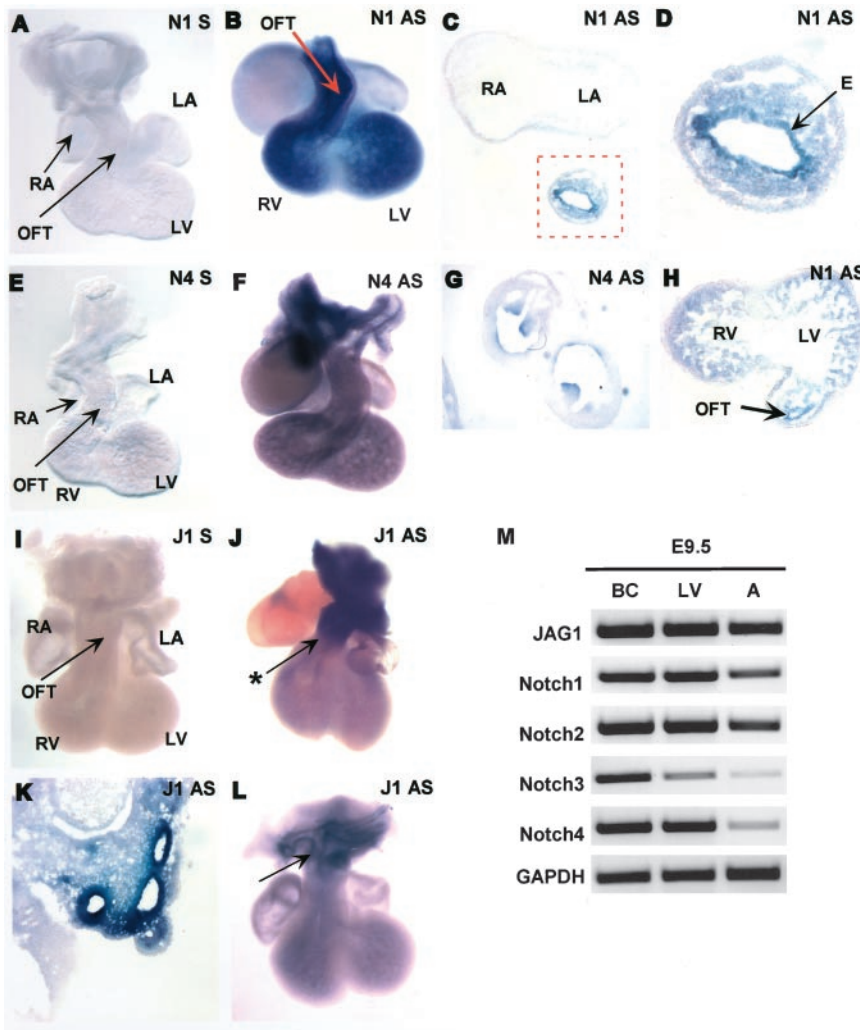 A N1 S
RA
OFT
LA
LV
B N1 AS
OFT
RV
LV
C N1 AS
RA
LA
D N1 AS
E
E N4 S
RA
OFT
RV
LA
LV
F N4 AS
G N4 AS
H N1 AS
RV
LV
OFT
I J1 S
RA
OFT
LA
RV
LV
J J1 AS
*
K J1 AS
L J1 AS
M
E9.5
BC LV A
JAG1
Notch1
Notch2
Notch3
Notch4
GAPDH